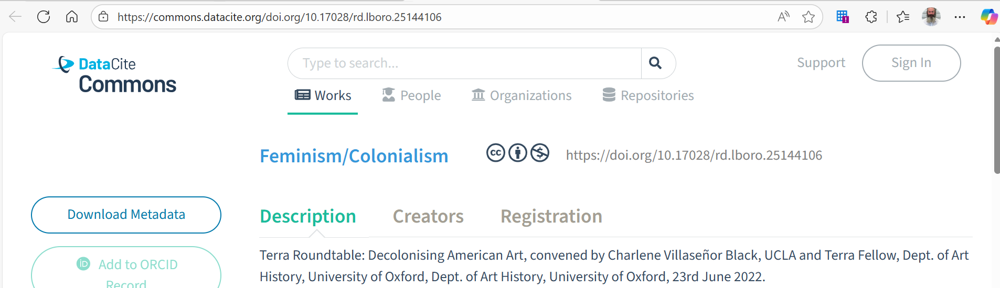 https://commons.datacite.org/doi.org/10.17028/rd.lboro.25144106
DataCite
Commons
Type to search...
Support
Sign In
Works
People
Organizations
Repositories
Feminism/Colonialism
https://doi.org/10.17028/rd.lboro.25144106
Download Metadata
Description
Creators
Registration
Terra Roundtable: Decolonising American Art, convened by Charlene Villaseñor Black, UCLA and Terra Fellow, Dept. of Art
History, University of Oxford, Dept. of Art History, University of Oxford, 23rd June 2022.
iD Add to ORCID
Record